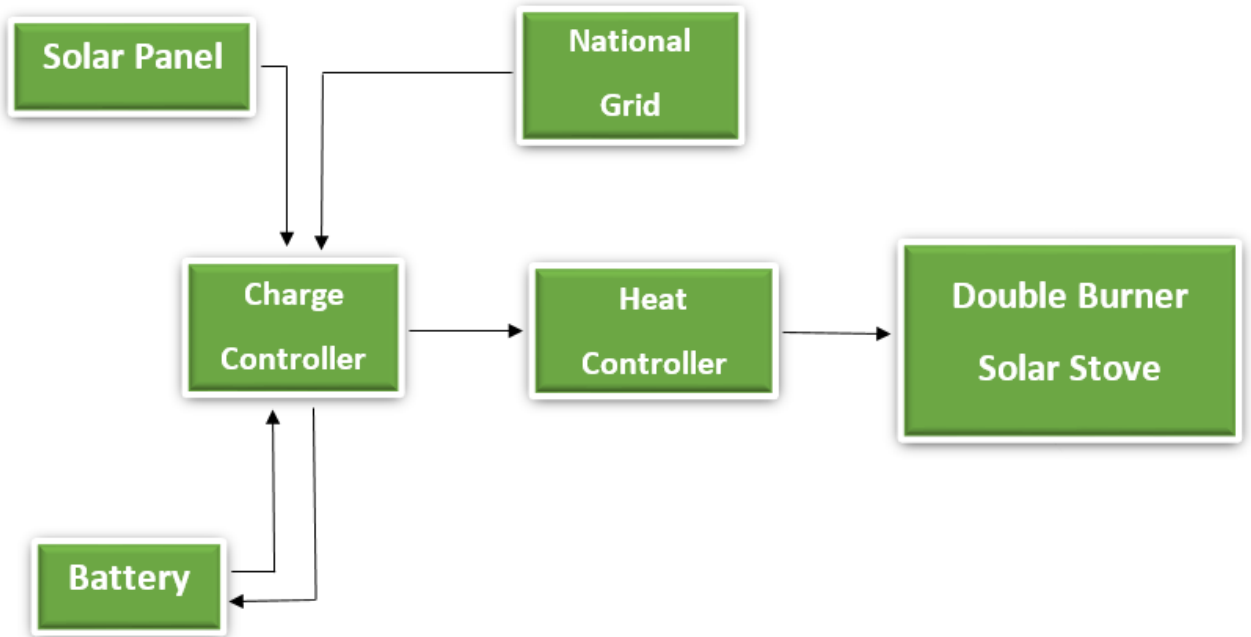 Solar Panel
National
Grid
Charge
Controller
Heat
Controller
Double Burner
Solar Stove
Battery